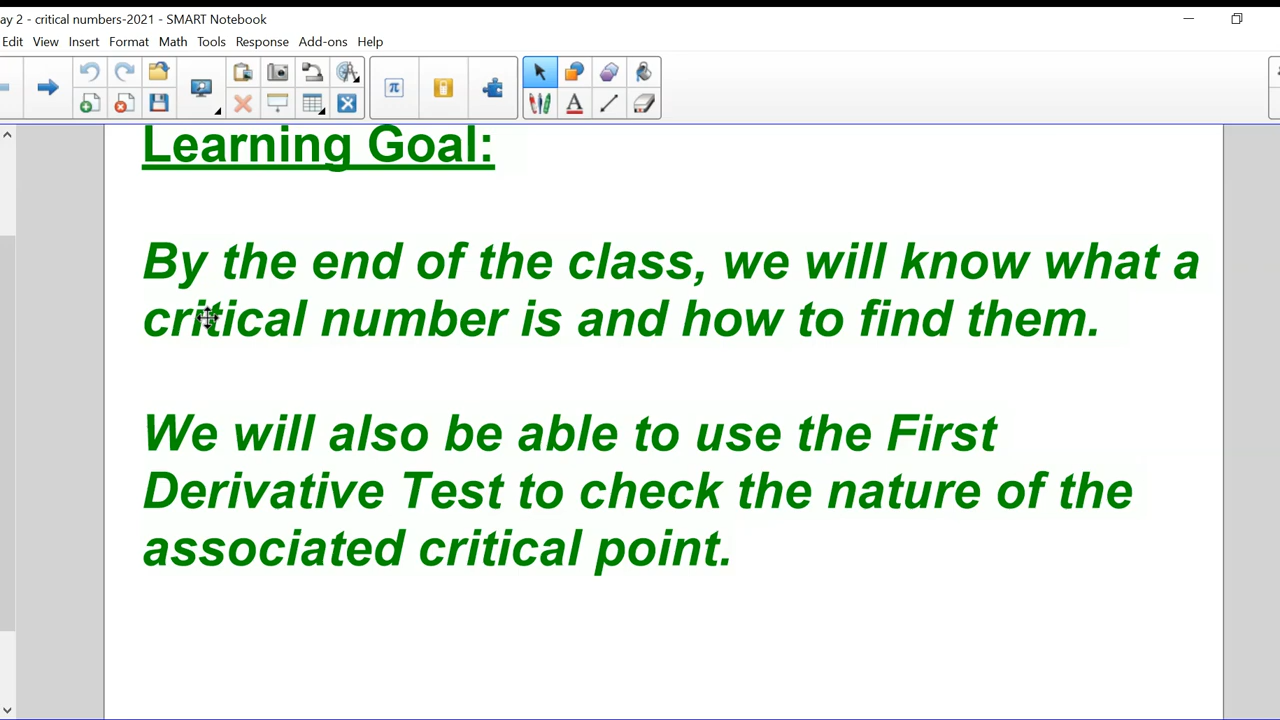 ay 2 - critical numbers-2021 - SMART Notebook
Edit View Insert Format Math Tools Response Add-ons Help
Learning Goal:
By the end of the class, we will know what a
critical number is and how to find them.
We will also be able to use the First
Derivative Test to check the nature of the
associated critical point.